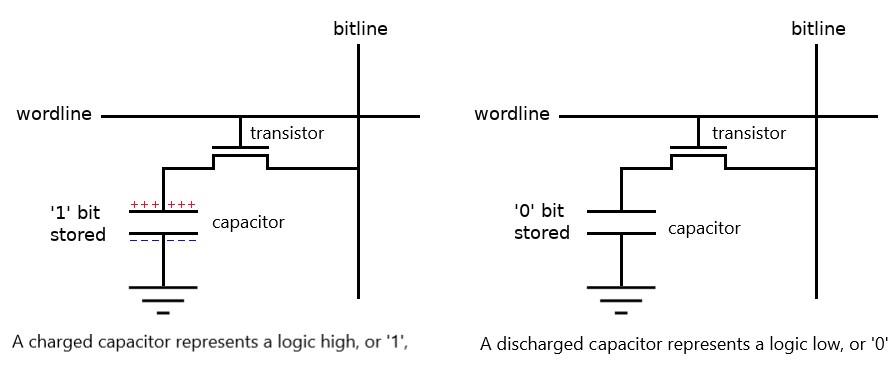 bitline
wordline
transistor
+++ +++
'1' bit
stored
capacitor
A charged capacitor represents a logic high, or '1',
bitline
wordline
transistor
'0' bit
stored
capacitor
A discharged capacitor represents a logic low, or '0'